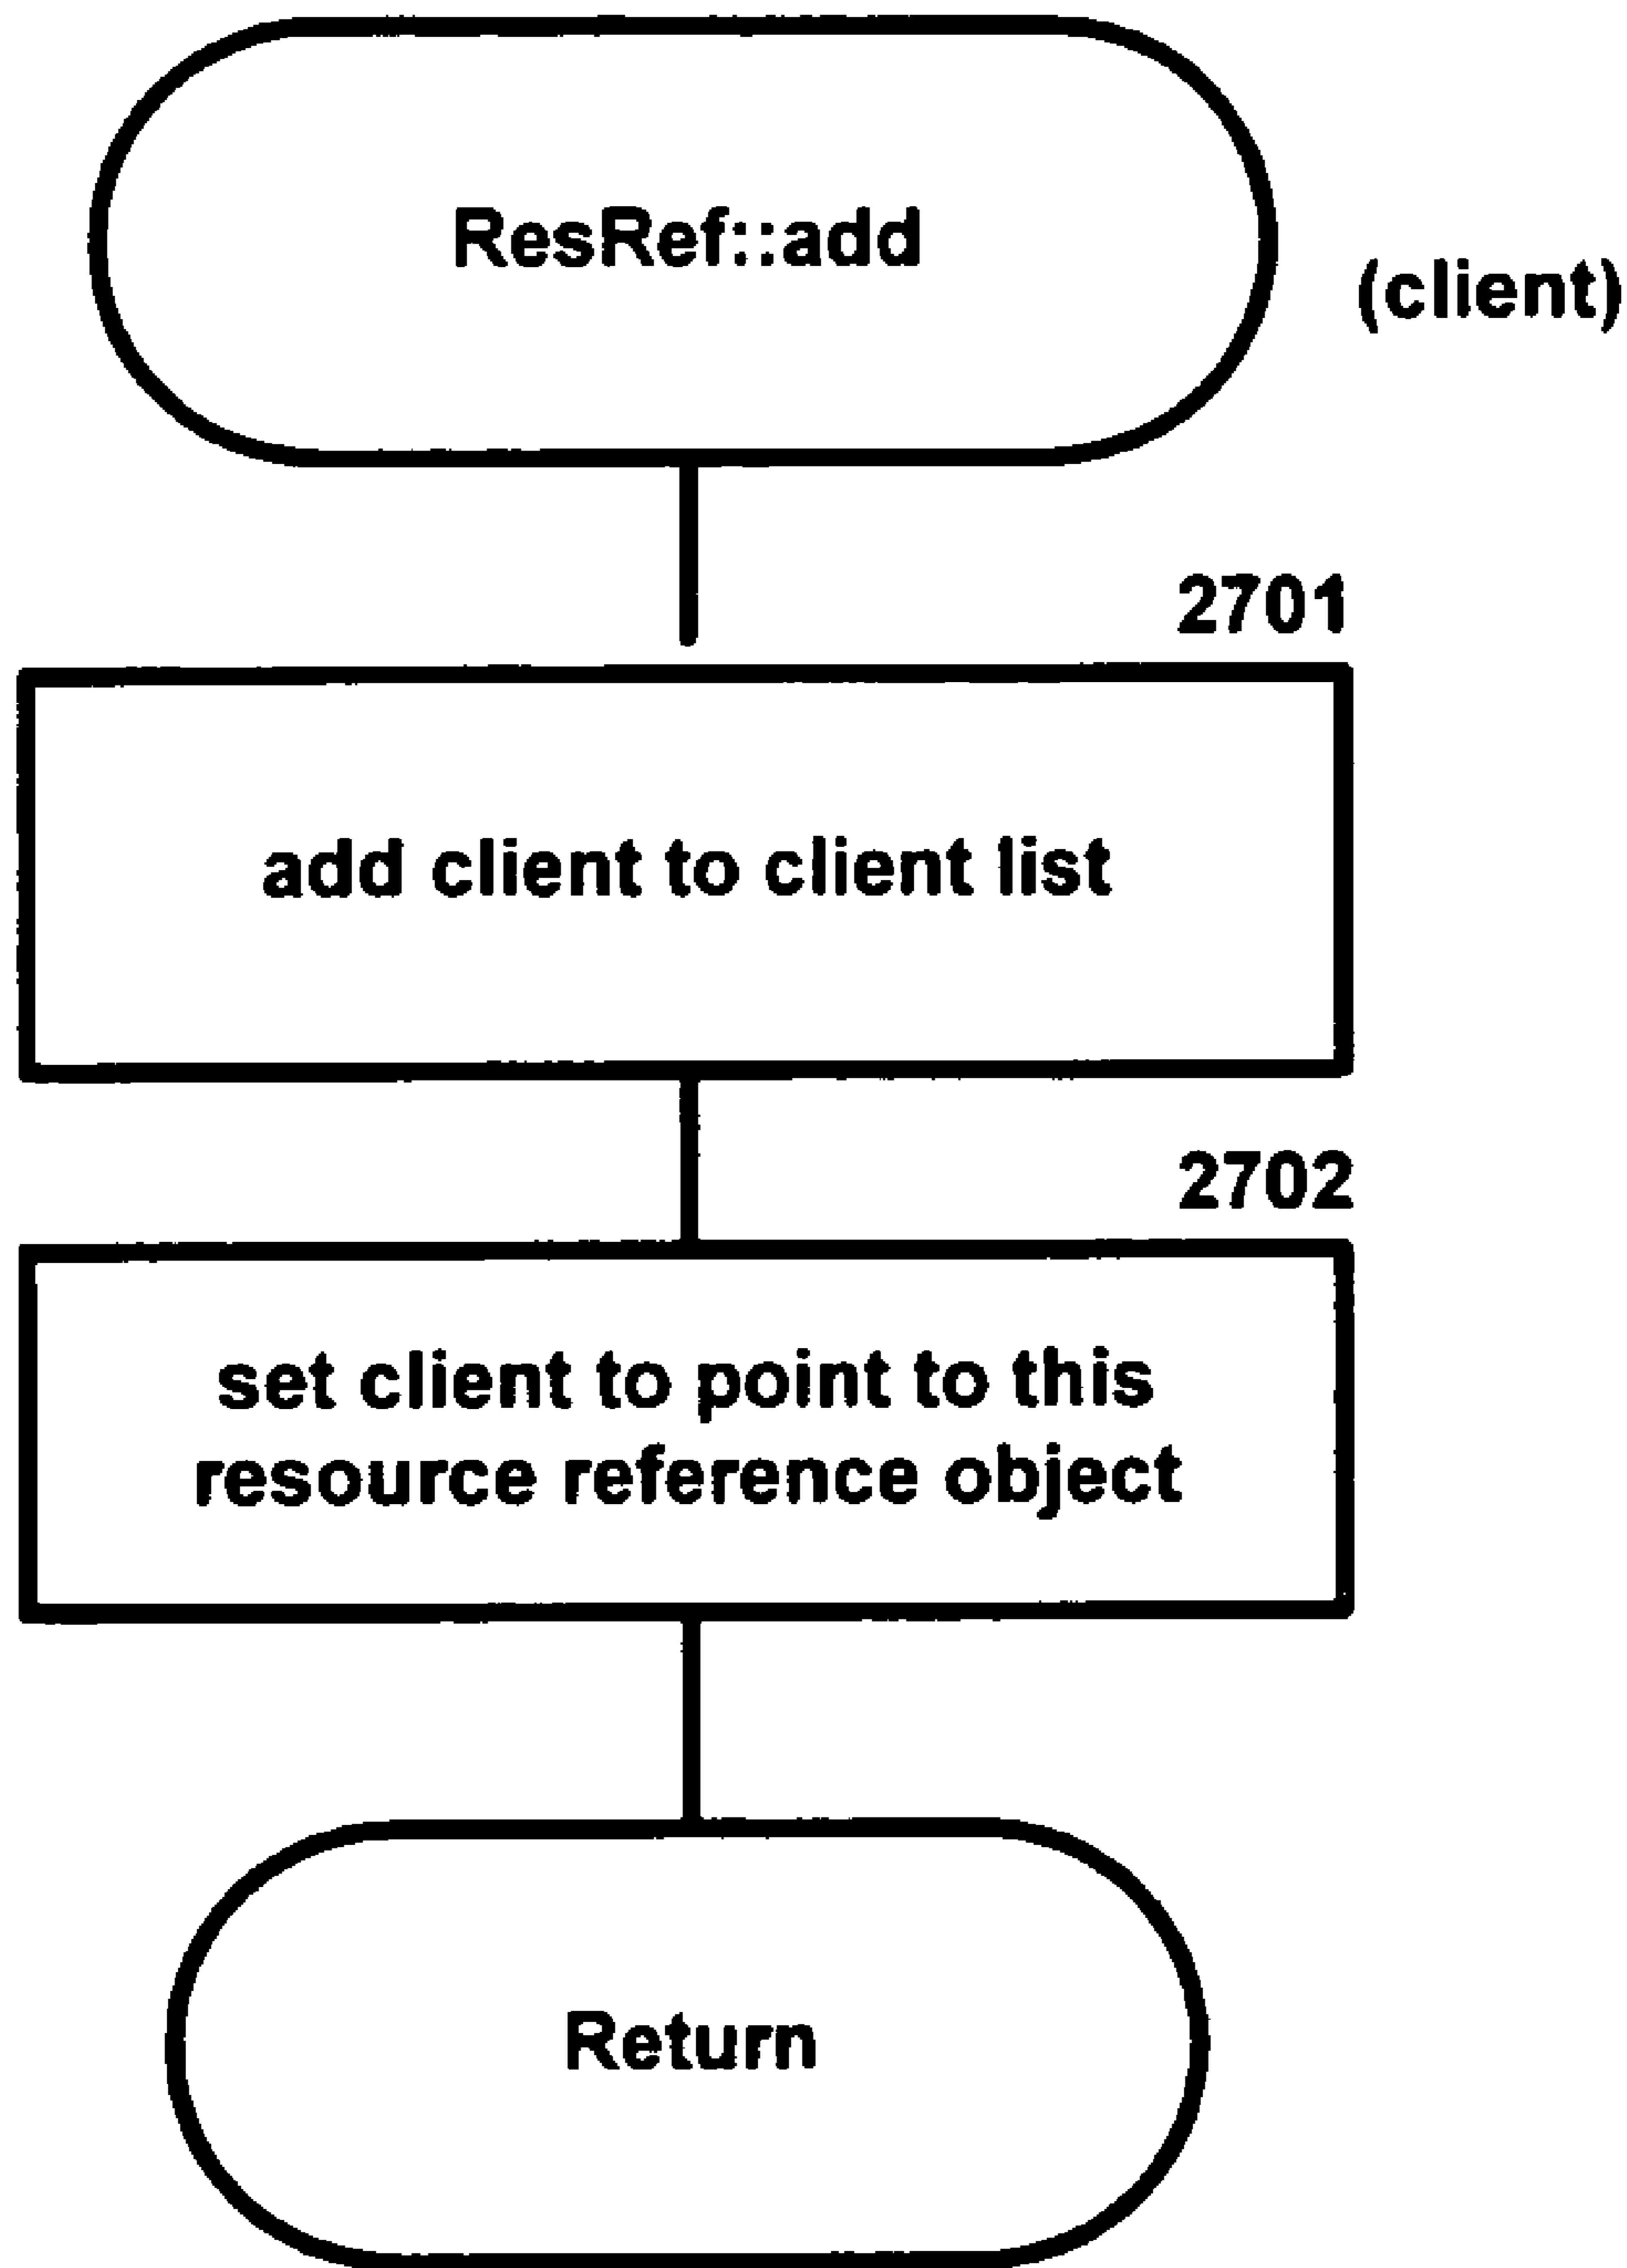 ResRef::add
(client)
2701
add client to client list
2702
set client to point to this
resource reference object
Return